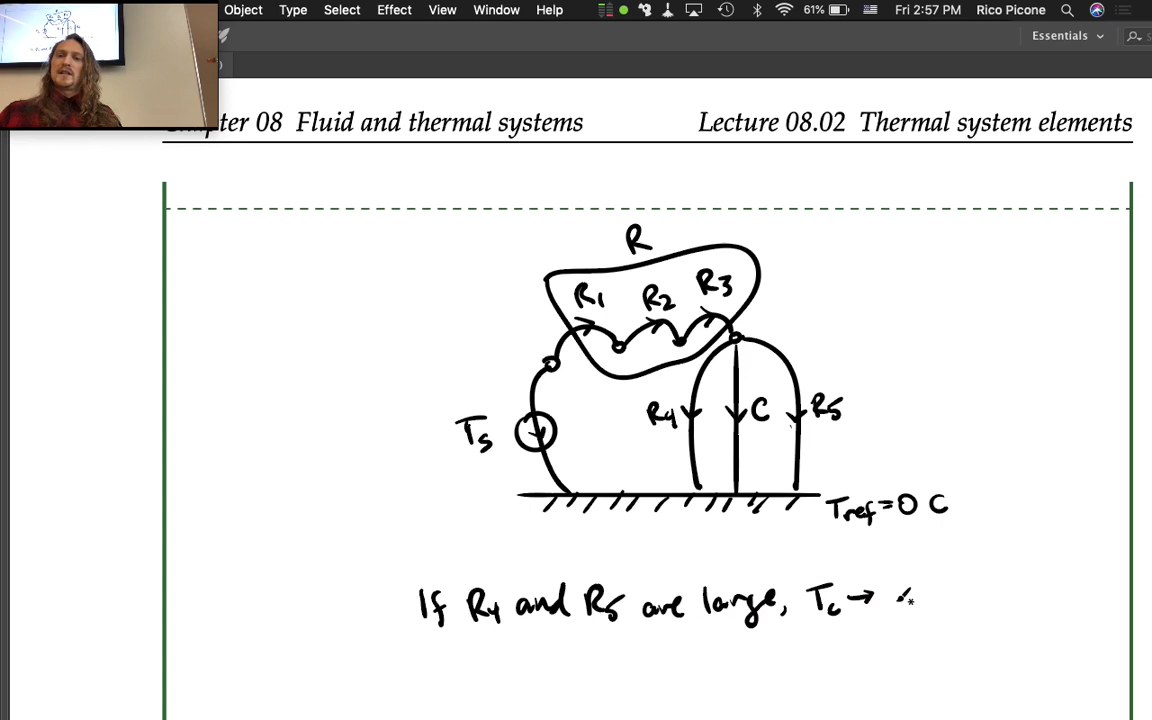 Object Type Select Effect View Window Help 61% Fri 2:57 PM Rico Picone
Essentials
ter 08 Fluid and thermal systems Lecture 08.02 Thermal system elements
R
R1 R2 R3
Ts R4 C R5
Tref = 0 C
If R4 and R5 are large, Tc →